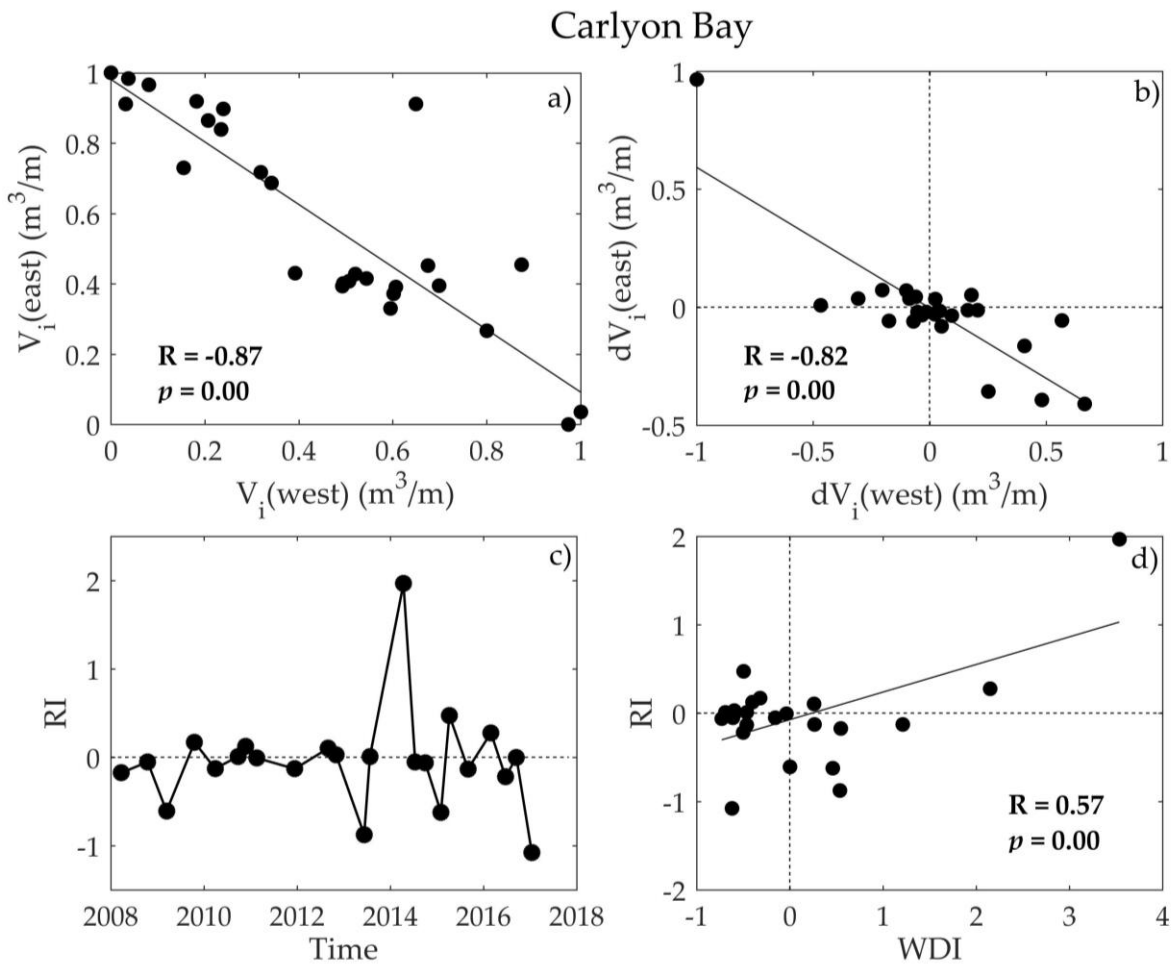 Carlyon Bay
a)
1
0.8
0.6
0.4
0.2
0
V_i(east) (m³/m)
R = -0.87
p = 0.00
0 0.2 0.4 0.6 0.8 1
V_i(west) (m³/m)
b)
1
0.5
0
-0.5
dV_i(east) (m³/m)
R = -0.82
p = 0.00
-1 -0.5 0 0.5 1
dV_i(west) (m³/m)
c)
2
1
0
-1
RI
2008 2010 2012 2014 2016 2018
Time
d)
2
1
0
-1
-2
RI
R = 0.57
p = 0.00
-1 0 1 2 3 4
WDI